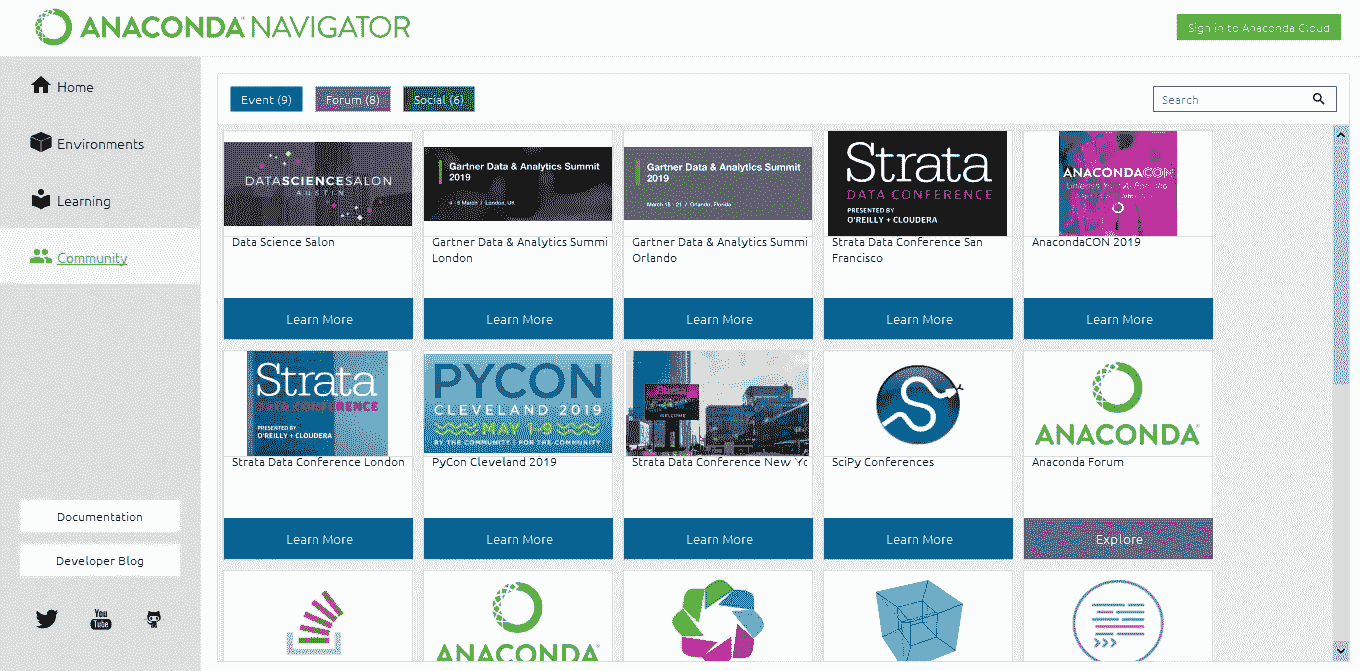 ANACONDA NAVIGATOR
Sign in to Anaconda Cloud
Home
Environments
Learning
Community
Documentation
Developer Blog
You
Tube
Event (9)
Forum (8)
Social (6)
Search
DATASCIENCESALON
AUSTIN
Data Science Salon
Learn More
Gartner Data & Analytics Summit
2019
4 - 6 March / London, UK
Gartner Data & Analytics Summi
London
Learn More
Gartner Data & Analytics Summit
2019
March 18 - 21 / Orlando, Florida
Gartner Data & Analytics Summi
Orlando
Learn More
Strata
DATA CONFERENCE
PRESENTED BY
O'REILLY + CLOUDERA
Strata Data Conference San
Francisco
Learn More
ANACONDACON
AnacondaCON 2019
Learn More
Strata
DATA CONFERENCE
PRESENTED BY
O'REILLY + CLOUDERA
Strata Data Conference London
Learn More
PYCON
CLEVELAND 2019
MAY 1-9
BY THE COMMUNITY | FOR THE COMMUNITY
PyCon Cleveland 2019
Learn More
WELCOME
Strata Data Conference New Yo
Learn More
SciPy Conferences
Learn More
ANACONDA
Anaconda Forum
Explore
ANACONDA